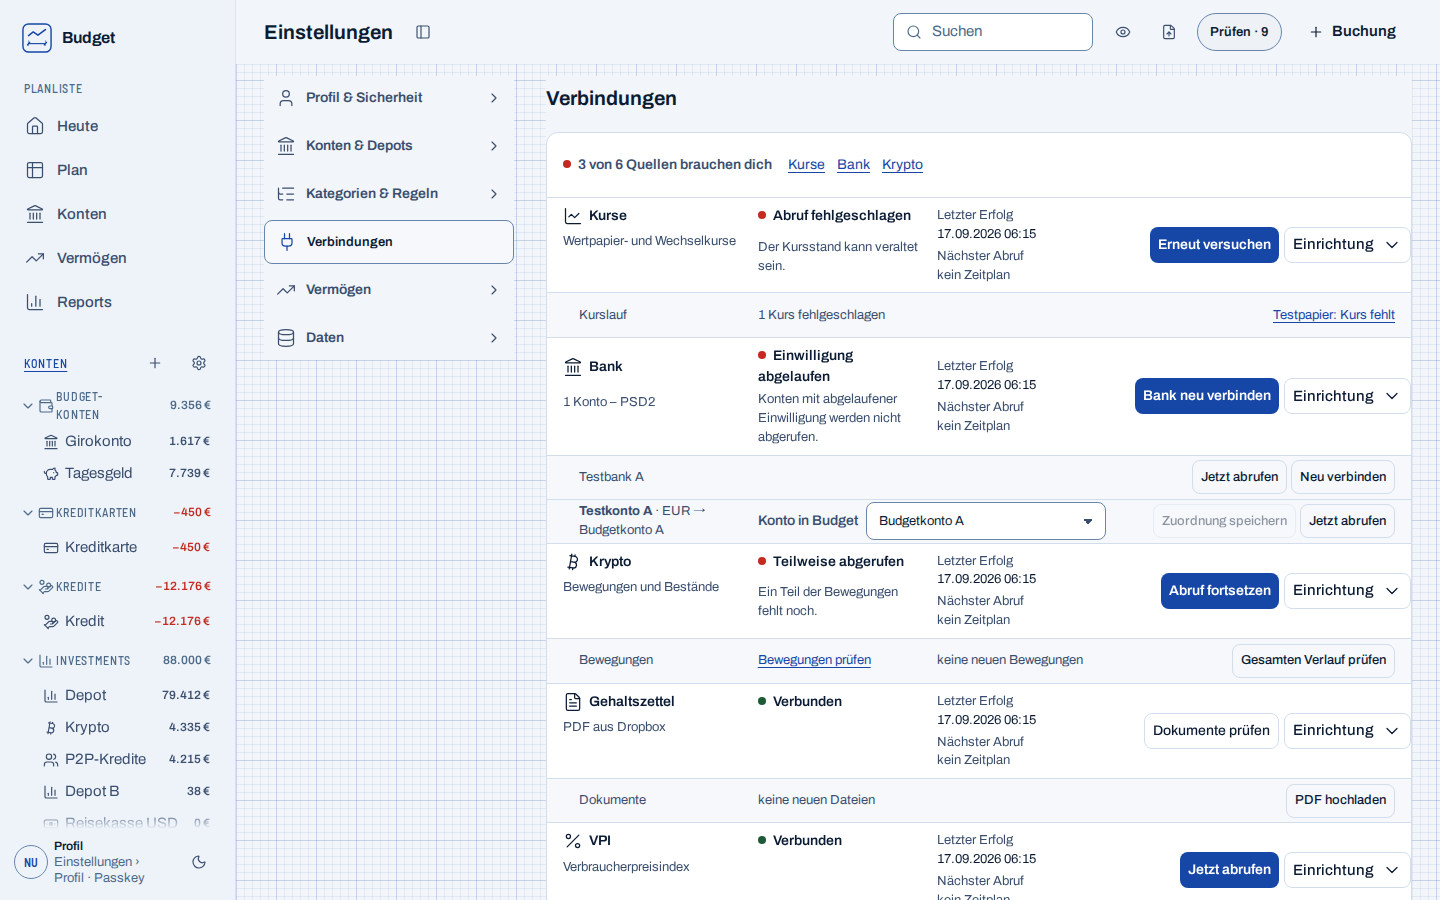 Budget
PLANLISTE
Heute
Plan
Konten
Vermögen
Reports
KONTEN
BUDGET-
KONTEN
9.356 €
Girokonto
1.617 €
Tagesgeld
7.739 €
KREDITKARTEN
−450 €
Kreditkarte
−450 €
KREDITE
−12.176 €
Kredit
−12.176 €
INVESTMENTS
88.000 €
Depot
79.412 €
Krypto
4.335 €
P2P-Kredite
4.215 €
Depot B
38 €
Reisekasse USD
0 €
NU
Profil
Einstellungen ›
Profil · Passkey
Einstellungen
Suchen
Prüfen · 9
Buchung
Profil & Sicherheit
Konten & Depots
Kategorien & Regeln
Verbindungen
Vermögen
Daten
Verbindungen
3 von 6 Quellen brauchen dich
Kurse
Bank
Krypto
Kurse
Wertpapier- und Wechselkurse
Abruf fehlgeschlagen
Der Kursstand kann veraltet
sein.
Letzter Erfolg
17.09.2026 06:15
Nächster Abruf
kein Zeitplan
Erneut versuchen
Einrichtung
Kurslauf
1 Kurs fehlgeschlagen
Testpapier: Kurs fehlt
Bank
1 Konto – PSD2
Einwilligung
abgelaufen
Konten mit abgelaufener
Einwilligung werden nicht
abgerufen.
Letzter Erfolg
17.09.2026 06:15
Nächster Abruf
kein Zeitplan
Bank neu verbinden
Einrichtung
Testbank A
Jetzt abrufen
Neu verbinden
Testkonto A · EUR →
Budgetkonto A
Konto in Budget
Budgetkonto A
Zuordnung speichern
Jetzt abrufen
Krypto
Bewegungen und Bestände
Teilweise abgerufen
Ein Teil der Bewegungen
fehlt noch.
Letzter Erfolg
17.09.2026 06:15
Nächster Abruf
kein Zeitplan
Abruf fortsetzen
Einrichtung
Bewegungen
Bewegungen prüfen
keine neuen Bewegungen
Gesamten Verlauf prüfen
Gehaltszettel
PDF aus Dropbox
Verbunden
Letzter Erfolg
17.09.2026 06:15
Nächster Abruf
kein Zeitplan
Dokumente prüfen
Einrichtung
Dokumente
keine neuen Dateien
PDF hochladen
VPI
Verbraucherpreisindex
Verbunden
Letzter Erfolg
17.09.2026 06:15
Nächster Abruf
kein Zeitplan
Jetzt abrufen
Einrichtung